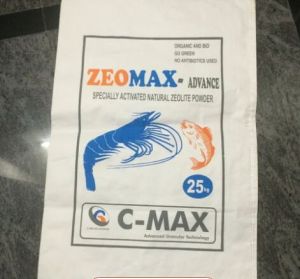 ORGANIC AND BIO
GO GREEN
NO ANTIBIOTICS USED
ZEOMAX- ADVANCE
SPECIALLY ACTIVATED NATURAL ZEOLITE POWDER
25kg
C-MAX
Advanced Granular Technology